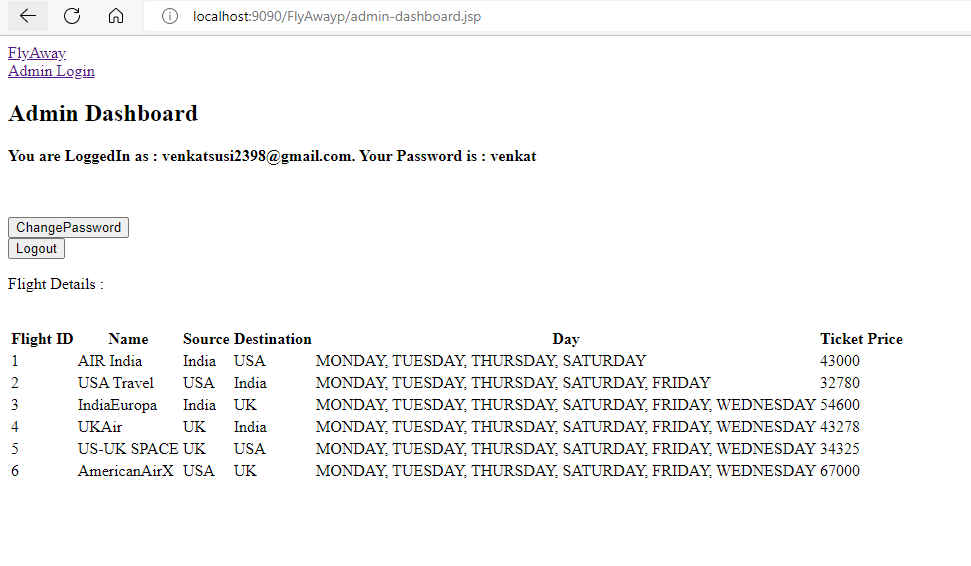 localhost:9090/FlyAwayp/admin-dashboard.jsp
FlyAway
Admin Login
Admin Dashboard
You are LoggedIn as : venkatsusi2398@gmail.com. Your Password is : venkat
ChangePassword
Logout
Flight Details :
Flight ID Name Source Destination Day Ticket Price
1 AIR India India USA MONDAY, TUESDAY, THURSDAY, SATURDAY 43000
2 USA Travel USA India MONDAY, TUESDAY, THURSDAY, SATURDAY, FRIDAY 32780
3 IndiaEuropa India UK MONDAY, TUESDAY, THURSDAY, SATURDAY, FRIDAY, WEDNESDAY 54600
4 UKAir UK India MONDAY, TUESDAY, THURSDAY, SATURDAY, FRIDAY, WEDNESDAY 43278
5 US-UK SPACE UK USA MONDAY, TUESDAY, THURSDAY, SATURDAY, FRIDAY, WEDNESDAY 34325
6 AmericanAirX USA UK MONDAY, TUESDAY, THURSDAY, SATURDAY, FRIDAY, WEDNESDAY 67000